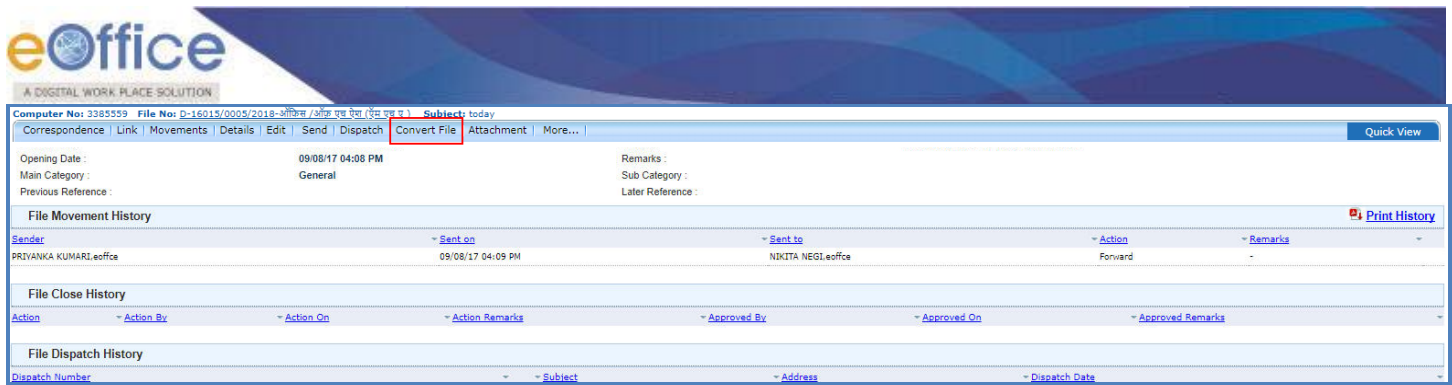 eOffice
A DIGITAL WORK PLACE SOLUTION
Computer No: 3385559 File No: D-16015/0005/2018-ऑफिस /ऑफ़ एच ऐमा (ऍम एच ए ) Subject: today
Correspondence | Link | Movements | Details | Edit | Send | Dispatch | Convert File | Attachment | More... | Quick View
Opening Date : 09/08/17 04:08 PM Remarks :
Main Category : General Sub Category :
Previous Reference : Later Reference :
File Movement History Print History
Sender Sent on Sent to Action Remarks
PRIYANKA KUMARI,eoffce 09/08/17 04:09 PM NIKITA NEGI,eoffce Forward -
File Close History
Action Action By Action On Action Remarks Approved By Approved On Approved Remarks
File Dispatch History
Dispatch Number Subject Address Dispatch Date